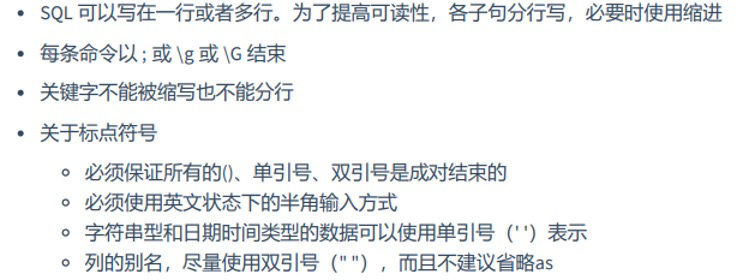 • SQL 可以写在一行或者多行。为了提高可读性，各子句分行写，必要时使用缩进
• 每条命令以 ; 或 \g 或 \G 结束
• 关键字不能被缩写也不能分行
• 关于标点符号
○ 必须保证所有的()、单引号、双引号是成对结束的
○ 必须使用英文状态下的半角输入方式
○ 字符串型和日期时间类型的数据可以使用单引号（' '）表示
○ 列的别名，尽量使用双引号（" "），而且不建议省略as